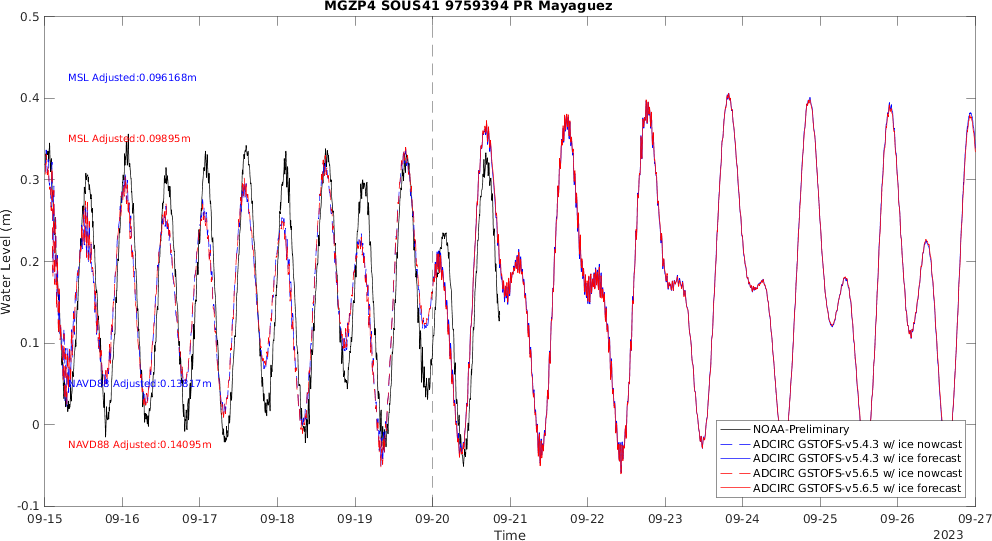 MGZP4 SOUS41 9759394 PR Mayaguez
0.5
0.4
0.3
0.2
0.1
0
-0.1
Water Level (m)
MSL Adjusted:0.096168m
MSL Adjusted:0.09895m
NAVD88 Adjusted:0.13817m
NAVD88 Adjusted:0.14095m
NOAA-Preliminary
ADCIRC GSTOFS-v5.4.3 w/ ice nowcast
ADCIRC GSTOFS-v5.4.3 w/ ice forecast
ADCIRC GSTOFS-v5.6.5 w/ ice nowcast
ADCIRC GSTOFS-v5.6.5 w/ ice forecast
09-15 09-16 09-17 09-18 09-19 09-20 09-21 09-22 09-23 09-24 09-25 09-26 09-27
Time
2023